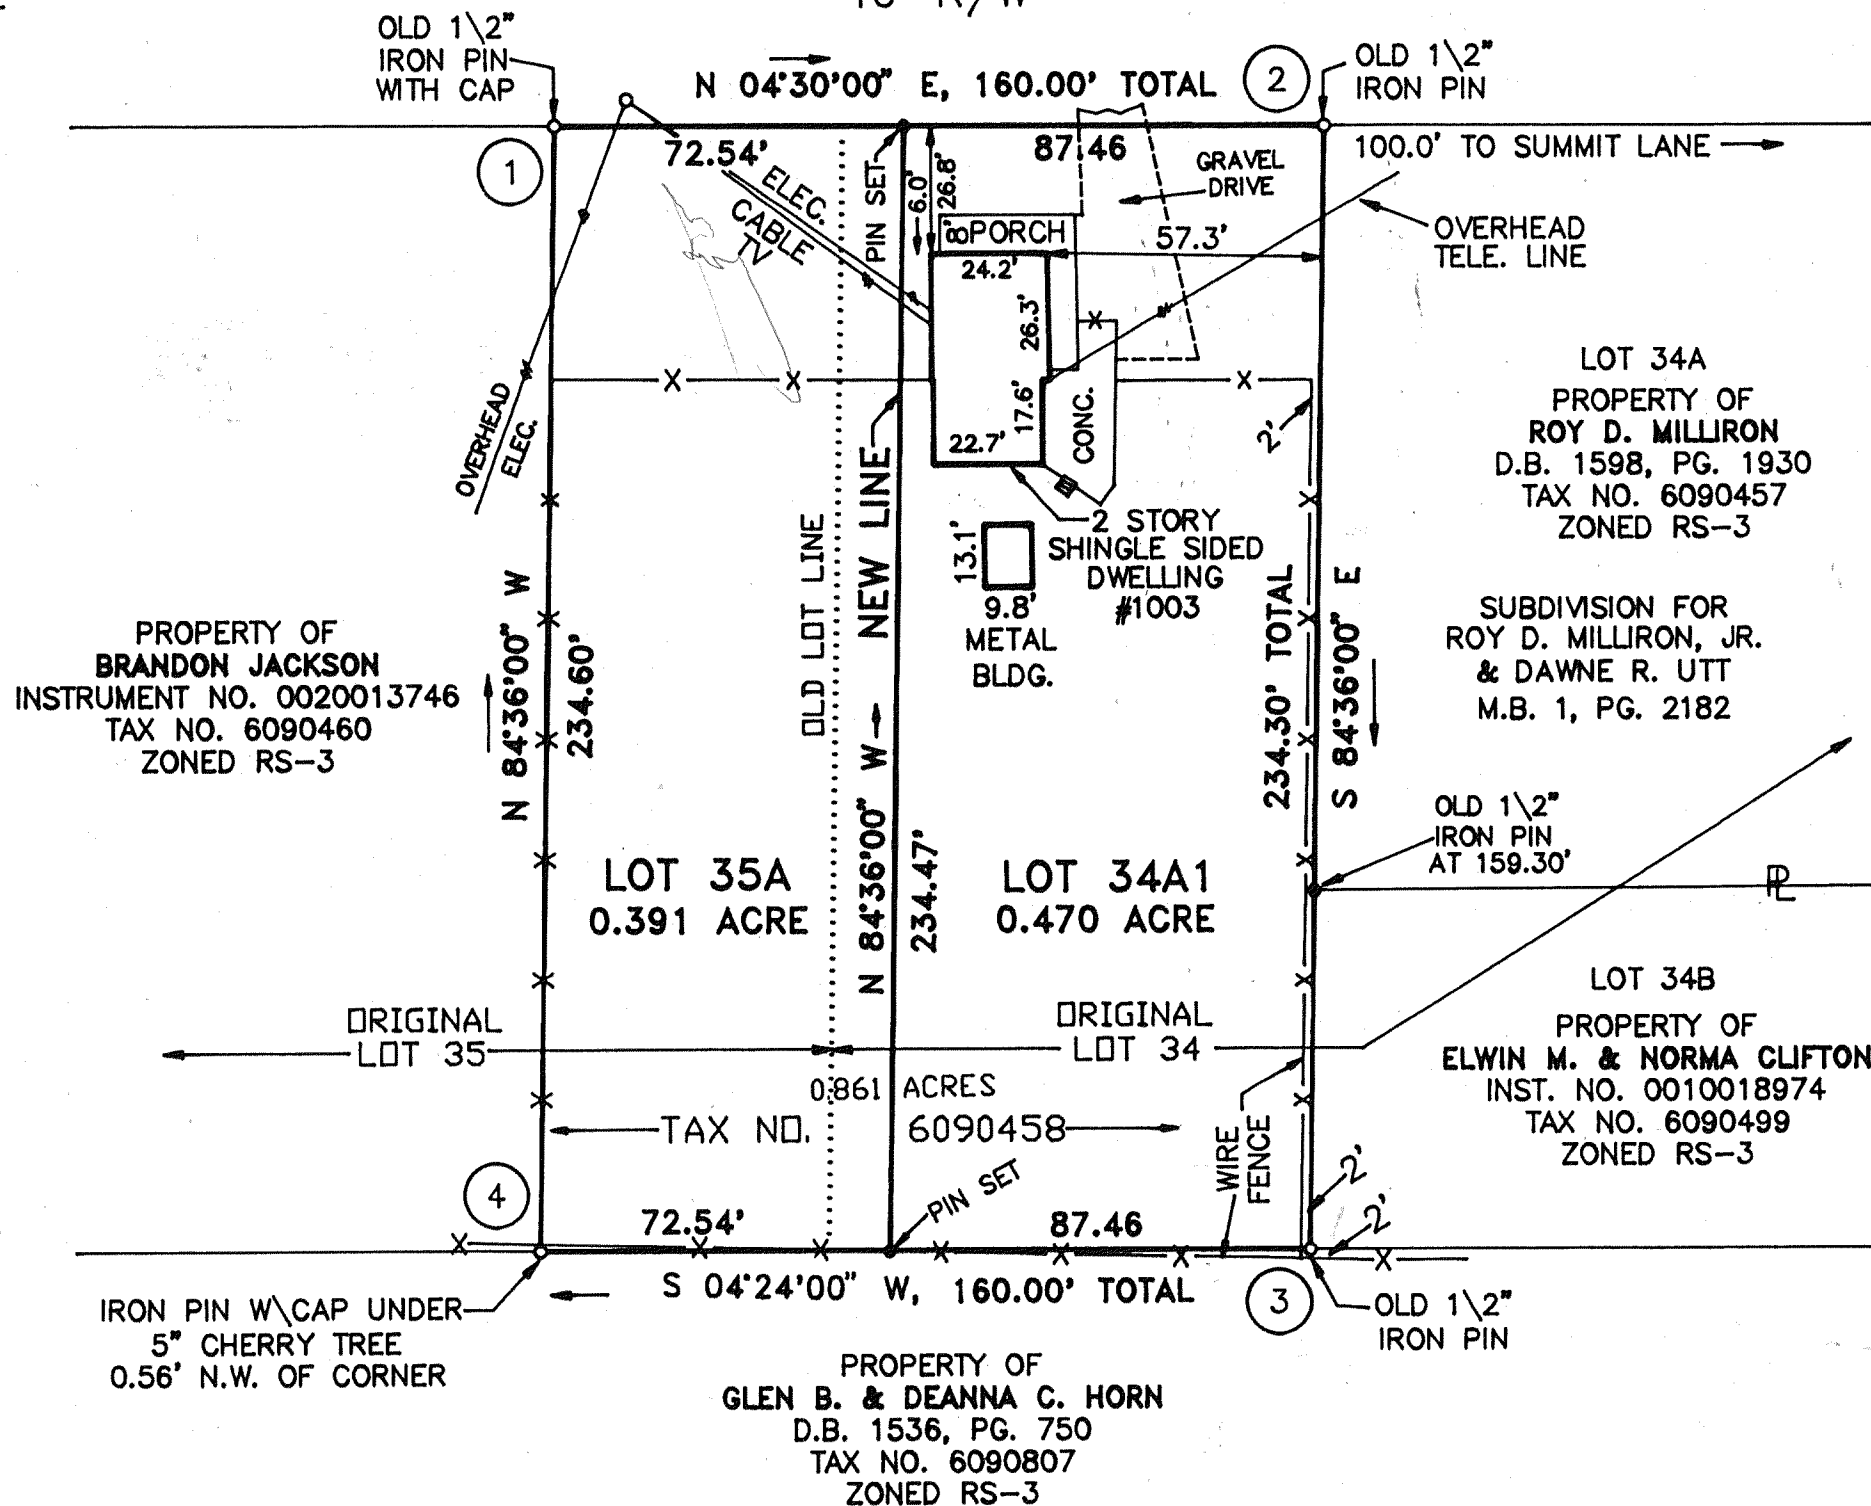 OLD 1\2"
IRON PIN
WITH CAP
N 04°30'00" E, 160.00' TOTAL
2
OLD 1\2"
IRON PIN
1
72.54'
PIN SET
6.0'
26.8'
87.46
GRAVEL
DRIVE
100.0' TO SUMMIT LANE
ELEC.
CABLE
TV
8'
PORCH
57.3'
OVERHEAD
TELE. LINE
24.2'
26.3'
OVERHEAD
ELEC.
17.6'
22.7'
CONC.
2'
LOT 34A
PROPERTY OF
ROY D. MILLIRON
D.B. 1598, PG. 1930
TAX NO. 6090457
ZONED RS-3
2 STORY
SHINGLE SIDED
DWELLING
#1003
13.1'
9.8'
METAL
BLDG.
OLD LOT LINE
NEW LINE
N 84°36'00" W
234.47"
PROPERTY OF
BRANDON JACKSON
INSTRUMENT NO. 0020013746
TAX NO. 6090460
ZONED RS-3
N 84°36'00" W
234.60"
234.30" TOTAL
S 84°36'00" E
SUBDIVISION FOR
ROY D. MILLIRON, JR.
& DAWNE R. UTT
M.B. 1, PG. 2182
OLD 1\2"
IRON PIN
AT 159.30'
PL
LOT 35A
0.391 ACRE
LOT 34A1
0.470 ACRE
LOT 34B
PROPERTY OF
ELWIN M. & NORMA CLIFTON
INST. NO. 0010018974
TAX NO. 6090499
ZONED RS-3
ORIGINAL
LOT 35
ORIGINAL
LOT 34
0.861 ACRES
TAX NO. 6090458
WIRE
FENCE
2'
2'
4
72.54'
PIN SET
87.46
S 04°24'00" W, 160.00' TOTAL
3
IRON PIN W\CAP UNDER
5" CHERRY TREE
0.56' N.W. OF CORNER
OLD 1\2"
IRON PIN
PROPERTY OF
GLEN B. & DEANNA C. HORN
D.B. 1536, PG. 750
TAX NO. 6090807
ZONED RS-3